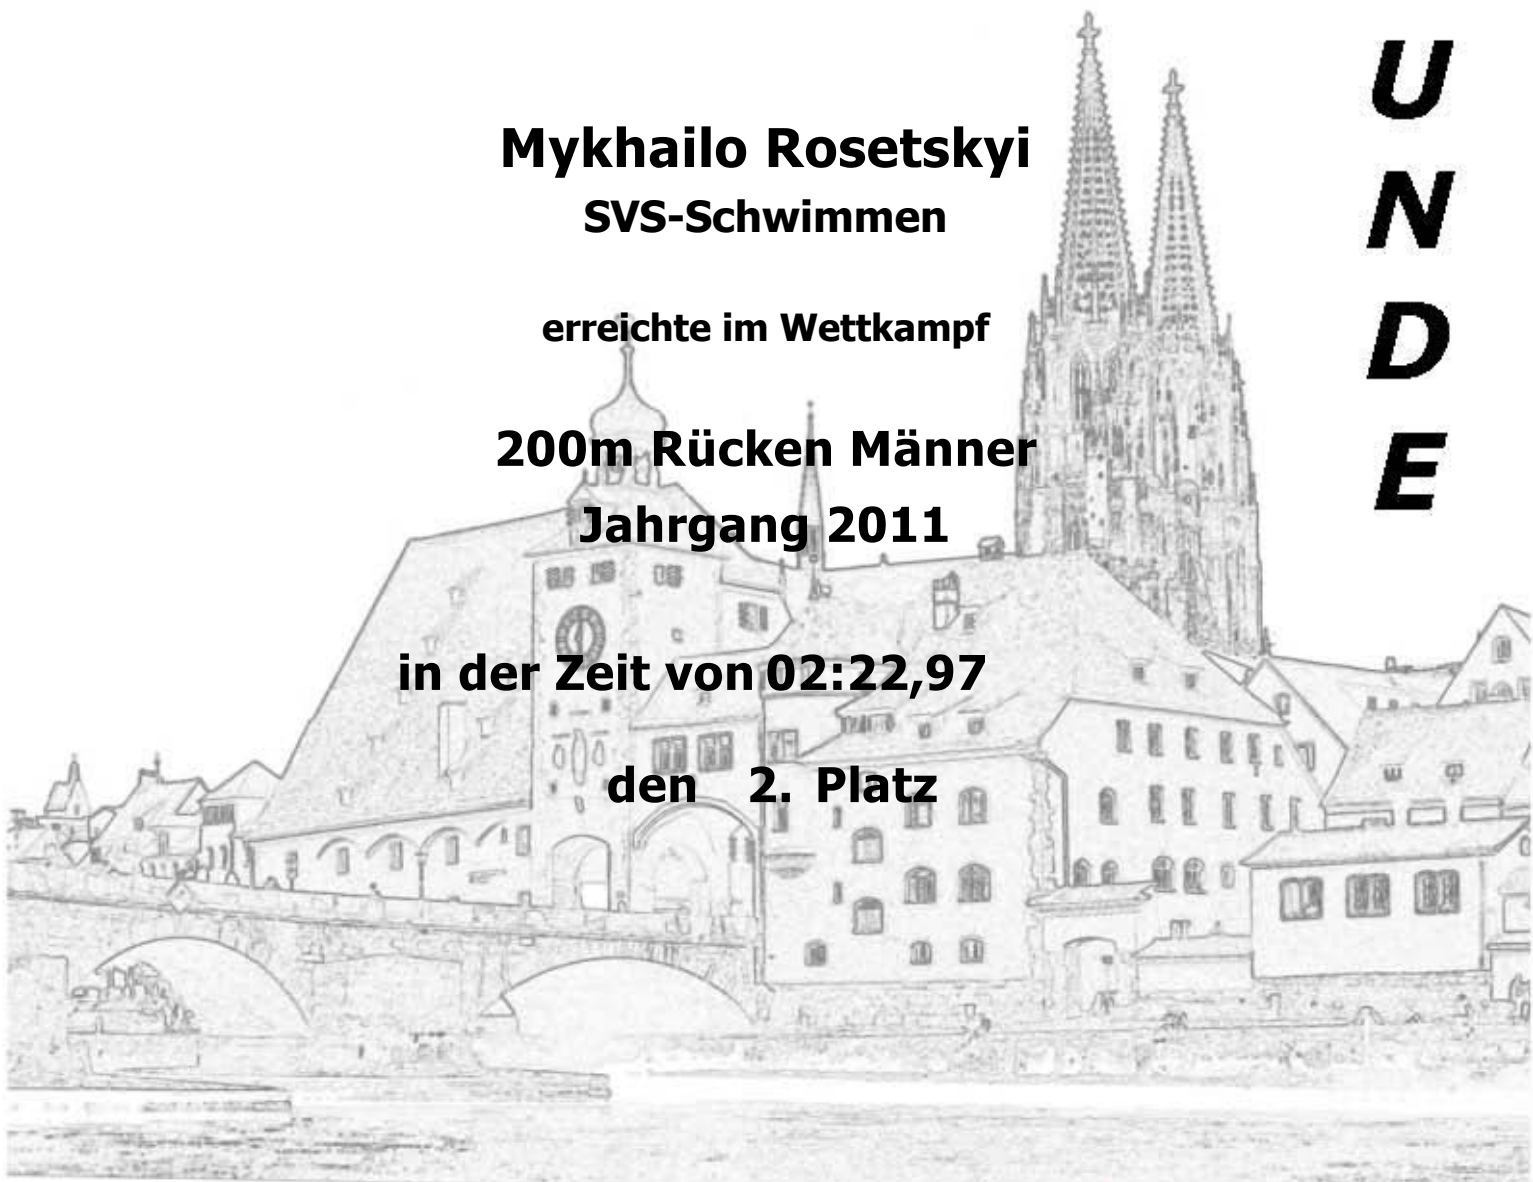 Mykhailo Rosetskyi
SVS-Schwimmen
erreichte im Wettkampf
200m Rücken Männer
Jahrgang 2011
in der Zeit von 02:22,97
den 2. Platz
U
N
D
E